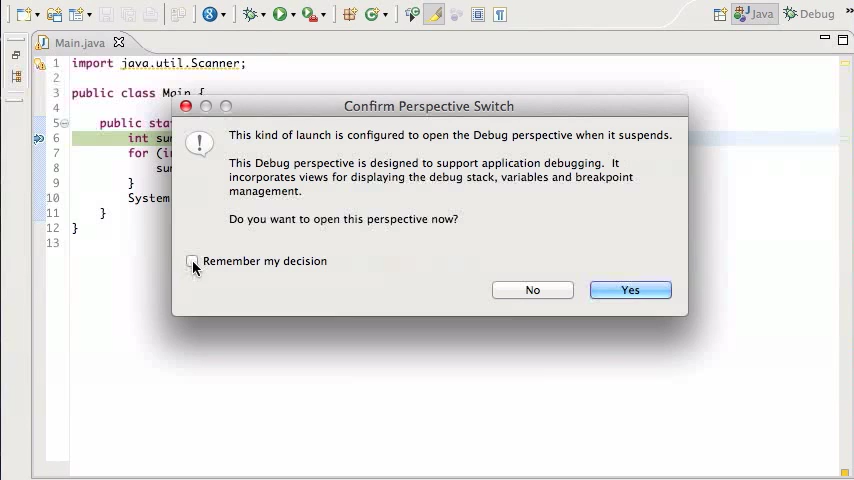 Java
Debug
Main.java
1 import java.util.Scanner;
2
3 public class Main {
4
5 public sta
6 int sum
7 for (in
8 sum
9 }
10 System
11 }
12 }
13
Confirm Perspective Switch
This kind of launch is configured to open the Debug perspective when it suspends.
This Debug perspective is designed to support application debugging. It
incorporates views for displaying the debug stack, variables and breakpoint
management.
Do you want to open this perspective now?
Remember my decision
No
Yes